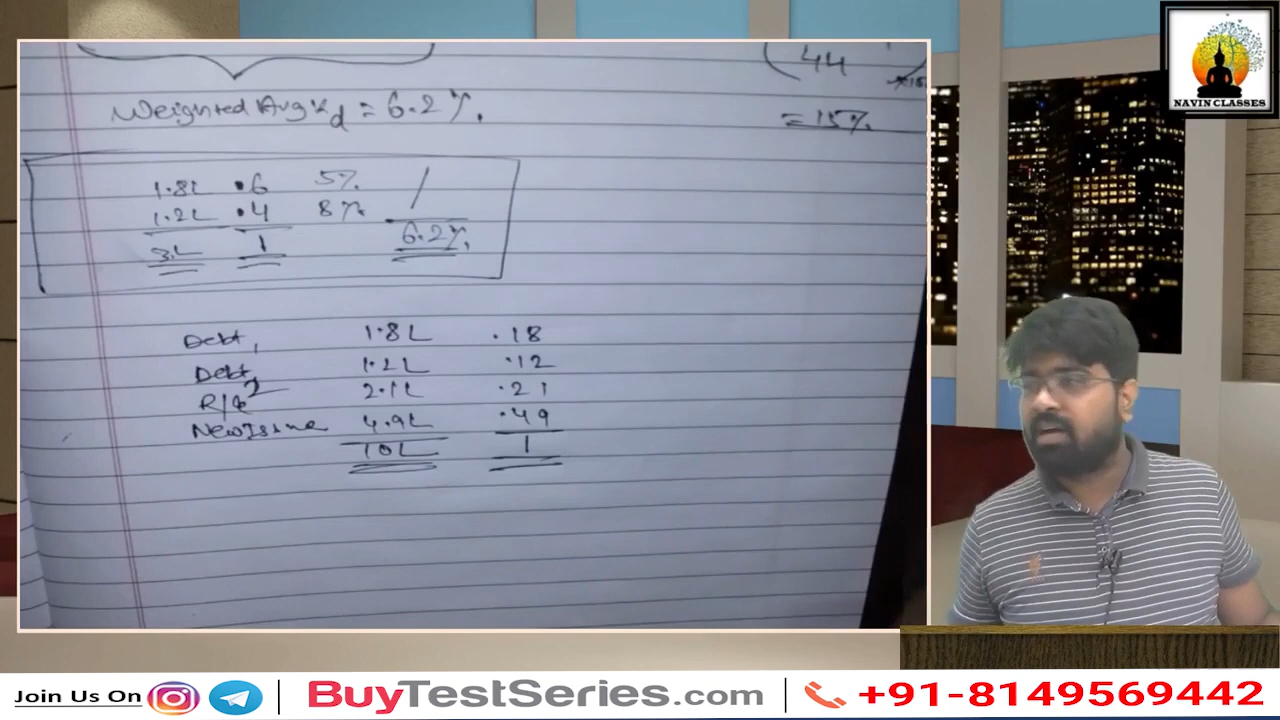 44
Weighted Avg Kd = 6.2%.
= 15%
1.8L .6 5% /
1.2L .4 8%
3L 1 6.2%
Debt1 1.8L .18
Debt2 1.2L .12
R/E 2.1L .21
New Issue 4.9L .49
10L 1
NAVIN CLASSES
Join Us On BuyTestSeries.com +91-8149569442